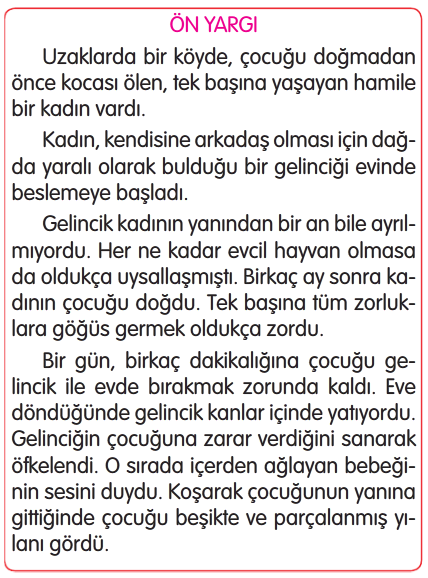 ÖN YARGI
Uzaklarda bir köyde, çocuğu doğmadan
önce kocası ölen, tek başına yaşayan hamile
bir kadın vardı.
Kadın, kendisine arkadaş olması için dağ-
da yaralı olarak bulduğu bir gelinciği evinde
beslemeye başladı.
Gelincik kadının yanından bir an bile ayrıl-
mıyordu. Her ne kadar evcil hayvan olmasa
da oldukça uysallaşmıştı. Birkaç ay sonra ka-
dının çocuğu doğdu. Tek başına tüm zorluk-
lara göğüs germek oldukça zordu.
Bir gün, birkaç dakikalığına çocuğu ge-
lincik ile evde bırakmak zorunda kaldı. Eve
döndüğünde gelincik kanlar içinde yatıyordu.
Gelinciğin çocuğuna zarar verdiğini sanarak
öfkelendi. O sırada içerden ağlayan bebeği-
nin sesini duydu. Koşarak çocuğunun yanına
gittiğinde çocuğu beşikte ve parçalanmış yı-
lanı gördü.